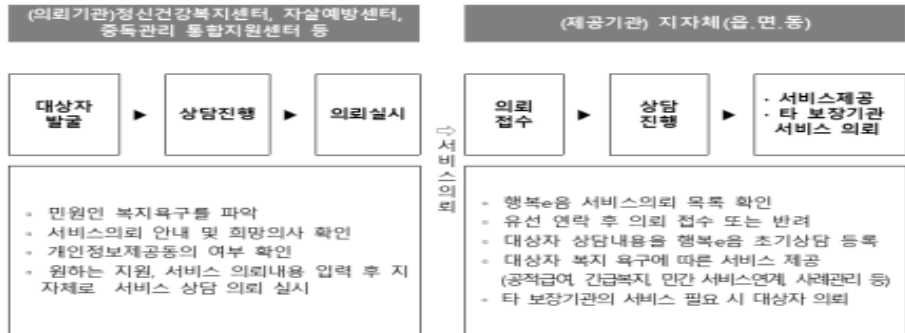 (의뢰기관)정신건강복지센터, 자살예방센터,
중독관리 통합지원센터 등
대상자
발굴
▶
상담진행
▶
의뢰실시
민원인 복지욕구를 파악
서비스의뢰 안내 및 희망의사 확인
개인정보제공동의 여부 확인
원하는 지원, 서비스 의뢰내용 입력 후 지
자체로 서비스 상담 의뢰 실시
⇨
서
비
스
의
뢰
(제공기관) 지자체(읍.면.동)
의뢰
접수
▶
상담
진행
▶
· 서비스제공
· 타 보장기관
서비스 의뢰
행복e음 서비스의뢰 목록 확인
유선 연락 후 의뢰 접수 또는 반려
대상자 상담내용을 행복e음 초기상담 등록
대상자 복지 욕구에 따른 서비스 제공
(공적급여, 긴급복지, 민간 서비스연계, 사례관리 등)
타 보장기관의 서비스 필요 시 대상자 의뢰